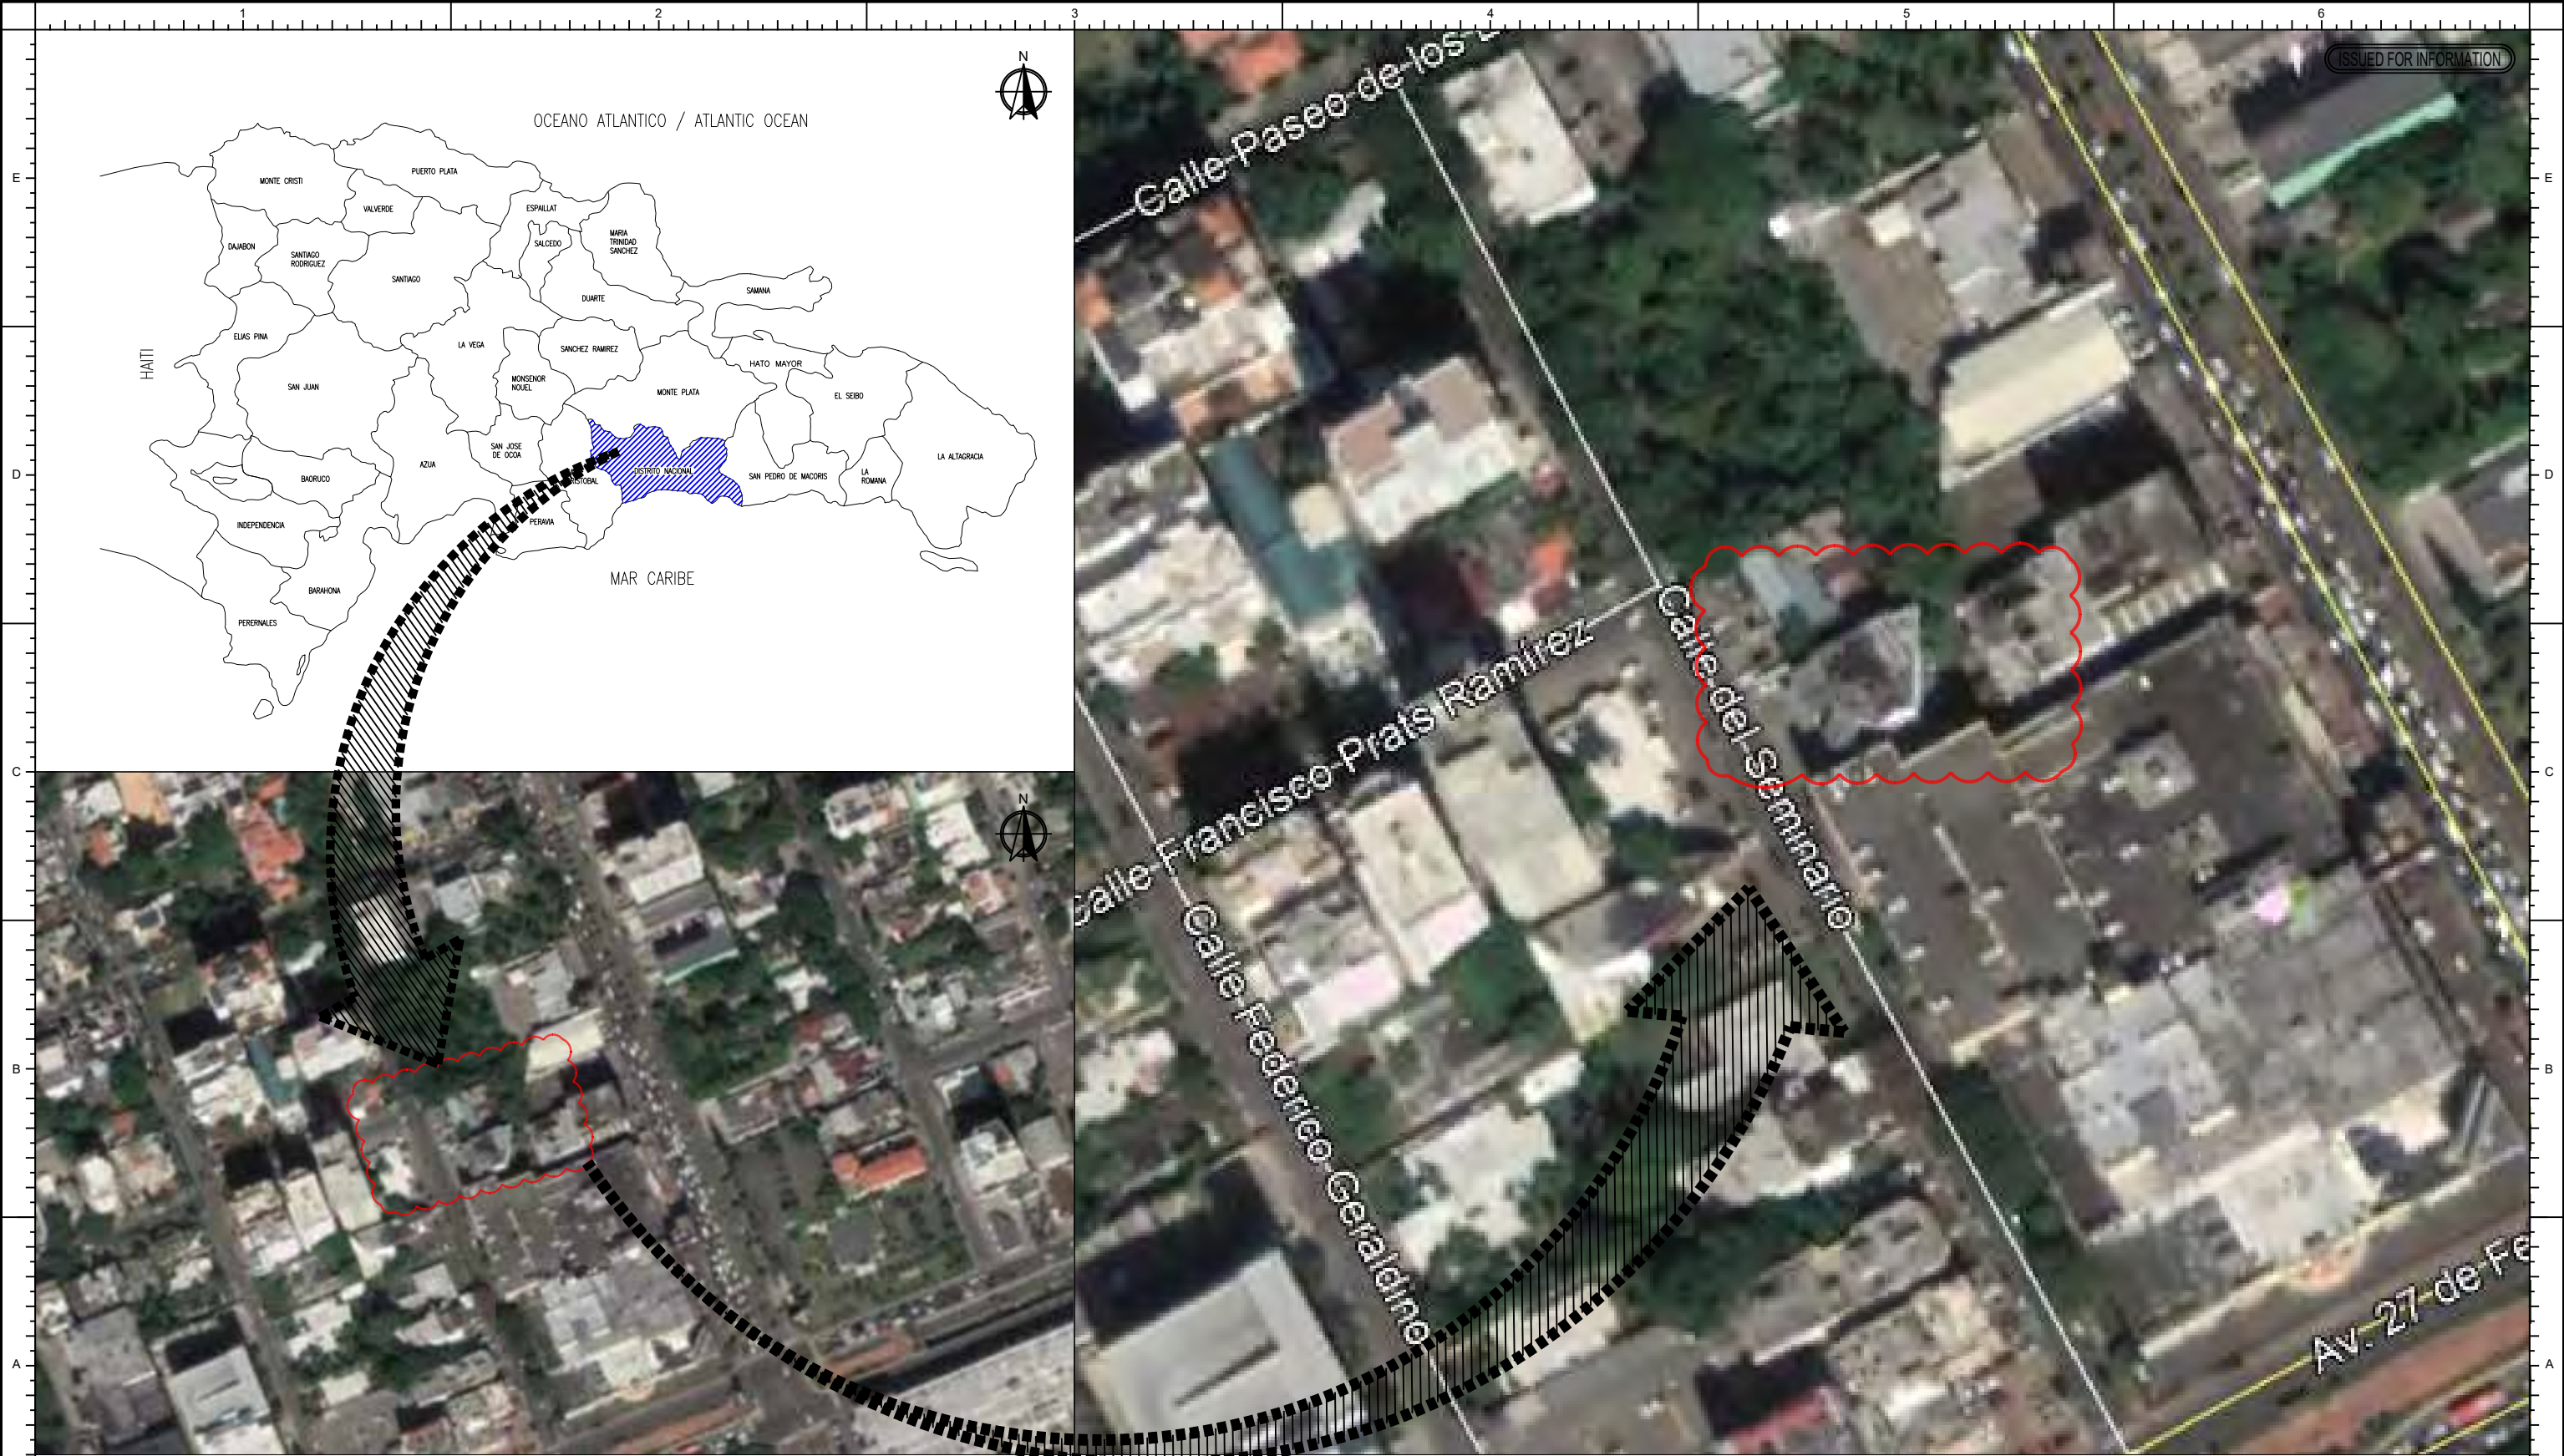 1 2 3 4 5 6
ISSUED FOR INFORMATION
E
D
C
B
A
N
OCEANO ATLANTICO / ATLANTIC OCEAN
MONTE CRISTI
PUERTO PLATA
VALVERDE
ESPAILLAT
DAJABON
SANTIAGO
RODRIGUEZ
SALCEDO
MARIA
TRINIDAD
SANCHEZ
SANTIAGO
DUARTE
SAMANA
HAITI
ELIAS PINA
LA VEGA
SANCHEZ RAMIREZ
HATO MAYOR
SAN JUAN
MONSENOR
NOUEL
MONTE PLATA
EL SEIBO
SAN JOSE
DE OCOA
AZUA
BAORUCO
DISTRITO NACIONAL
RISTOBAL
SAN PEDRO DE MACORIS
LA
ROMANA
LA ALTAGRACIA
INDEPENDENCIA
PERAVIA
BARAHONA
PERERNALES
MAR CARIBE
N
Calle Paseo de los
Calle Francisco Prats Ramírez
Calle del Seminario
Calle Federico Geraldino
Av. 27 de Fe
E
D
C
B
A